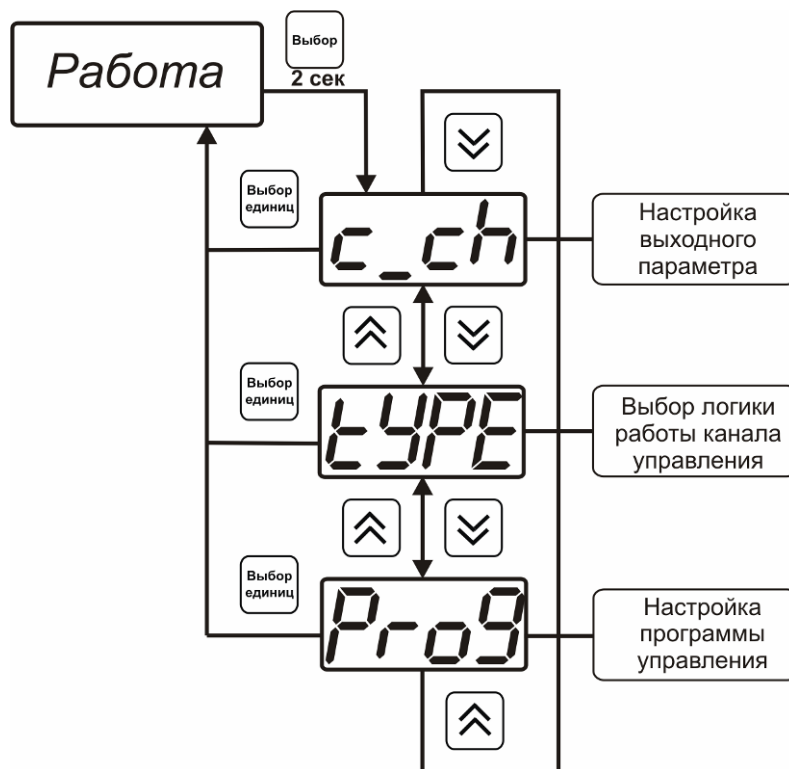 Работа
Выбор
2 сек
Выбор
единиц
c_ch
Настройка
выходного
параметра
Выбор
единиц
tYPE
Выбор логики
работы канала
управления
Выбор
единиц
Prog
Настройка
программы
управления